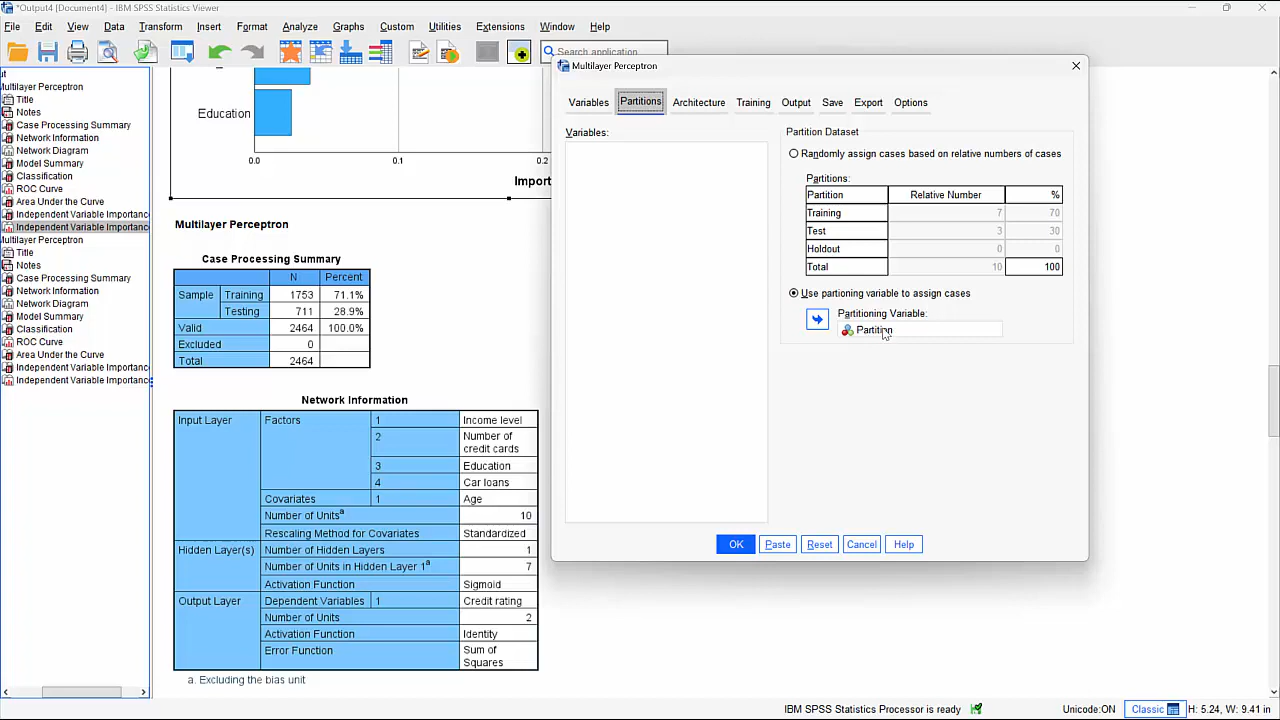 *Output4 [Document4] - IBM SPSS Statistics Viewer
File Edit View Data Transform Insert Format Analyze Graphs Custom Utilities Extensions Window Help
Search application
ut
Multilayer Perceptron
Title
Notes
Case Processing Summary
Network Information
Network Diagram
Model Summary
Classification
ROC Curve
Area Under the Curve
Independent Variable Importance
Independent Variable Importance
Multilayer Perceptron
Title
Notes
Case Processing Summary
Network Information
Network Diagram
Model Summary
Classification
ROC Curve
Area Under the Curve
Independent Variable Importance
Independent Variable Importance
Education
0.0 0.1 0.2
Import
Multilayer Perceptron
Case Processing Summary
N Percent
Sample Training 1753 71.1%
Testing 711 28.9%
Valid 2464 100.0%
Excluded 0
Total 2464
Network Information
Input Layer Factors 1 Income level
2 Number of
credit cards
3 Education
4 Car loans
Covariates 1 Age
Number of Units a 10
Rescaling Method for Covariates Standardized
Hidden Layer(s) Number of Hidden Layers 1
Number of Units in Hidden Layer 1 a 7
Activation Function Sigmoid
Output Layer Dependent Variables 1 Credit rating
Number of Units 2
Activation Function Identity
Error Function Sum of
Squares
a. Excluding the bias unit
Multilayer Perceptron
Variables Partitions Architecture Training Output Save Export Options
Variables:
Partition Dataset
Randomly assign cases based on relative numbers of cases
Partitions:
Partition Relative Number %
Training 7 70
Test 3 30
Holdout 0 0
Total 10 100
Use partioning variable to assign cases
Partitioning Variable:
Partition
OK Paste Reset Cancel Help
IBM SPSS Statistics Processor is ready Unicode:ON Classic H: 5.24, W: 9.41 in